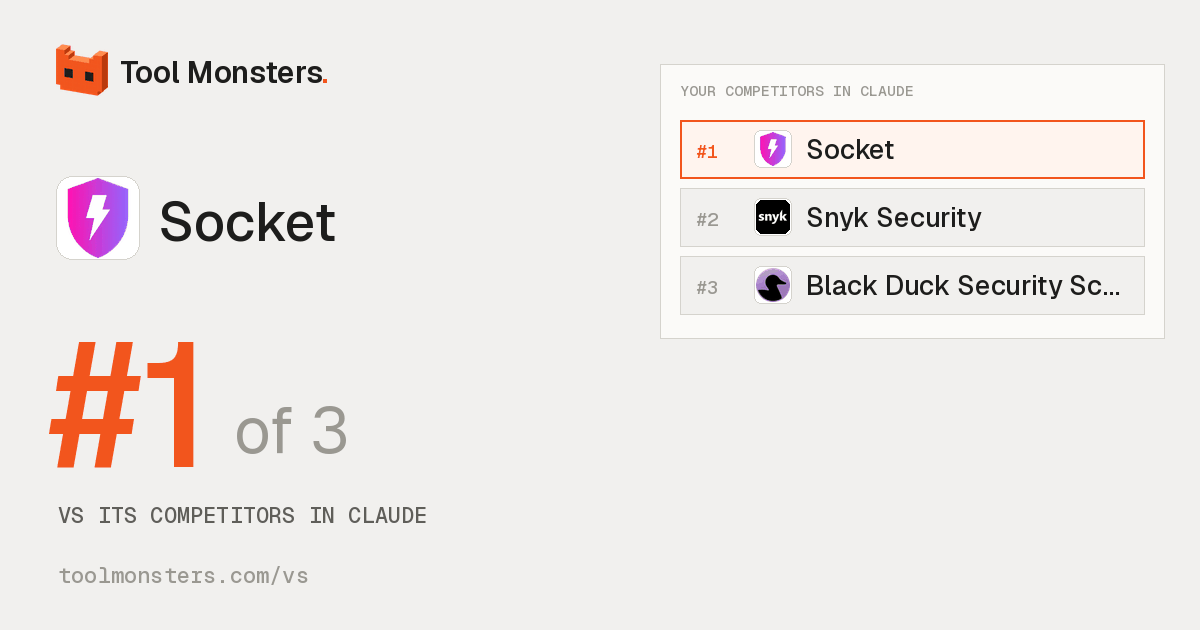 Tool Monsters.
Socket
#1 of 3
VS ITS COMPETITORS IN CLAUDE
toolmonsters.com/vs
YOUR COMPETITORS IN CLAUDE
#1 Socket
#2 snyk Snyk Security
#3 Black Duck Security Sc...